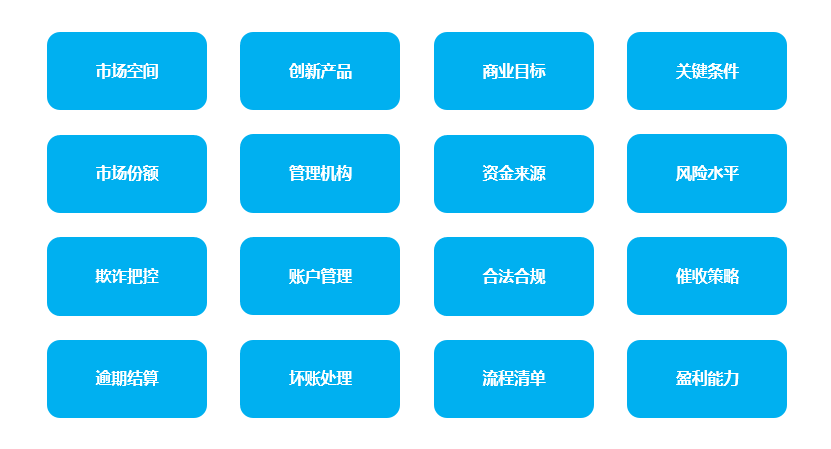 市场空间
创新产品
商业目标
关键条件
市场份额
管理机构
资金来源
风险水平
欺诈把控
账户管理
合法合规
催收策略
逾期结算
坏账处理
流程清单
盈利能力